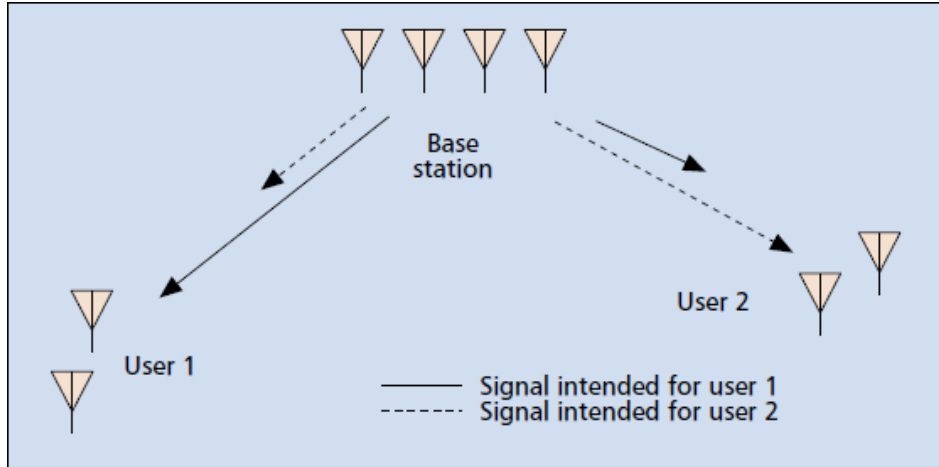 Base
station
User 2
User 1
Signal intended for user 1
Signal intended for user 2